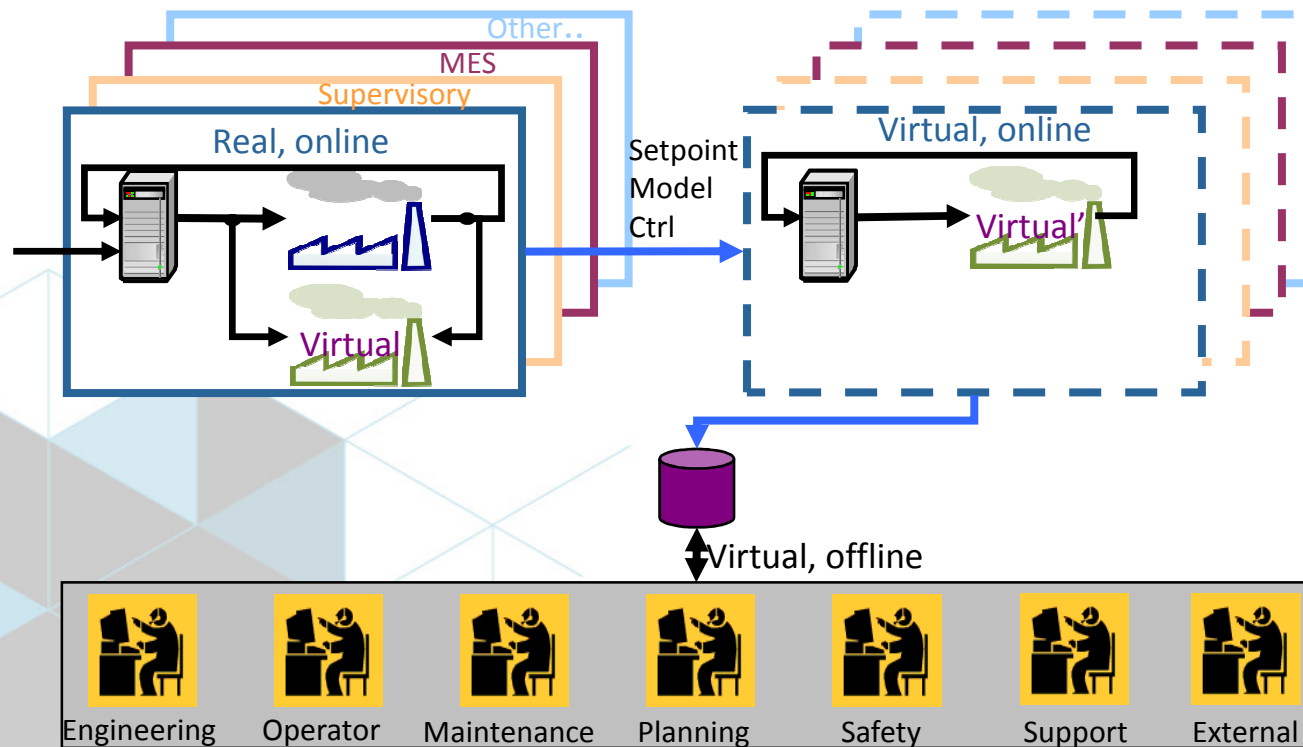 Other..
MES
Supervisory
Real, online
Virtual
Setpoint
Model
Ctrl
Virtual, online
Virtual’
Virtual, offline
Engineering
Operator
Maintenance
Planning
Safety
Support
External